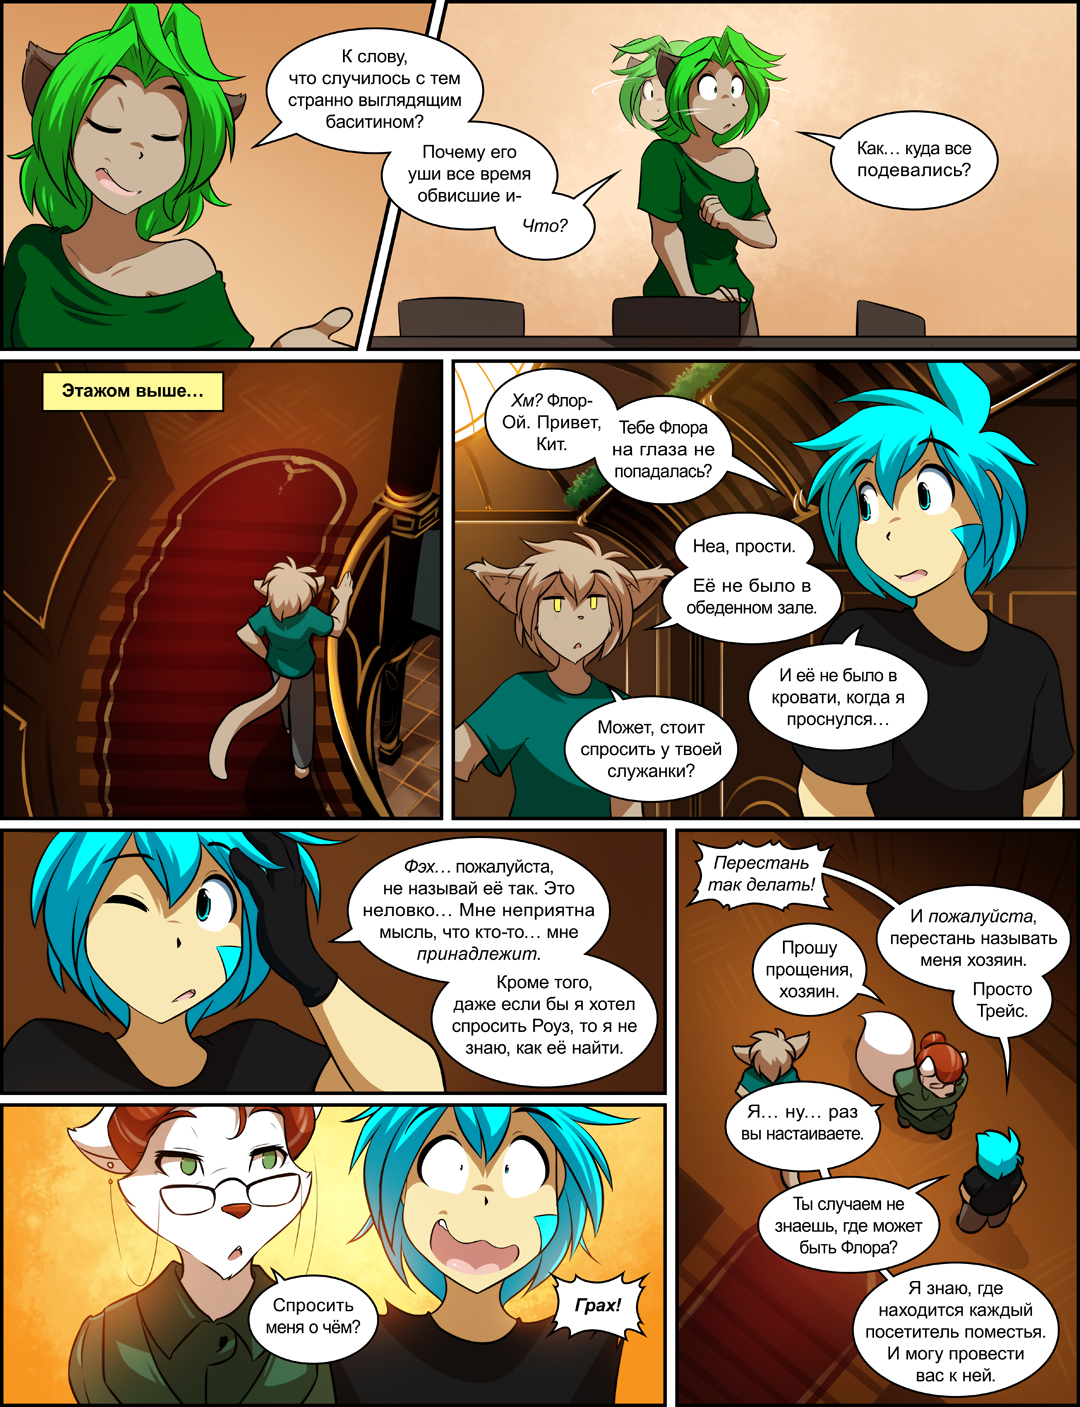 К слову,
что случилось с тем
странно выглядящим
баситином?
Почему его
уши все время
обвисшие и-
Что?
Как... куда все
подевались?
Этажом выше...
Хм? Флор-
Ой. Привет,
Кит.
Тебе Флора
на глаза не
попадалась?
Неа, прости.
Её не было в
обеденном зале.
И её не было в
кровати, когда я
проснулся...
Может, стоит
спросить у твоей
служанки?
Фэх... пожалуйста,
не называй её так. Это
неловко... Мне неприятна
мысль, что кто-то... мне
принадлежит.
Кроме того,
даже если бы я хотел
спросить Роуз, то я не
знаю, как её найти.
Спросить
меня о чём?
Грах!
Перестань
так делать!
И пожалуйста,
перестань называть
меня хозяин.
Прошу
прощения,
хозяин.
Просто
Трейс.
Я... ну... раз
вы настаиваете.
Ты случаем не
знаешь, где может
быть Флора?
Я знаю, где
находится каждый
посетитель поместья.
И могу провести
вас к ней.